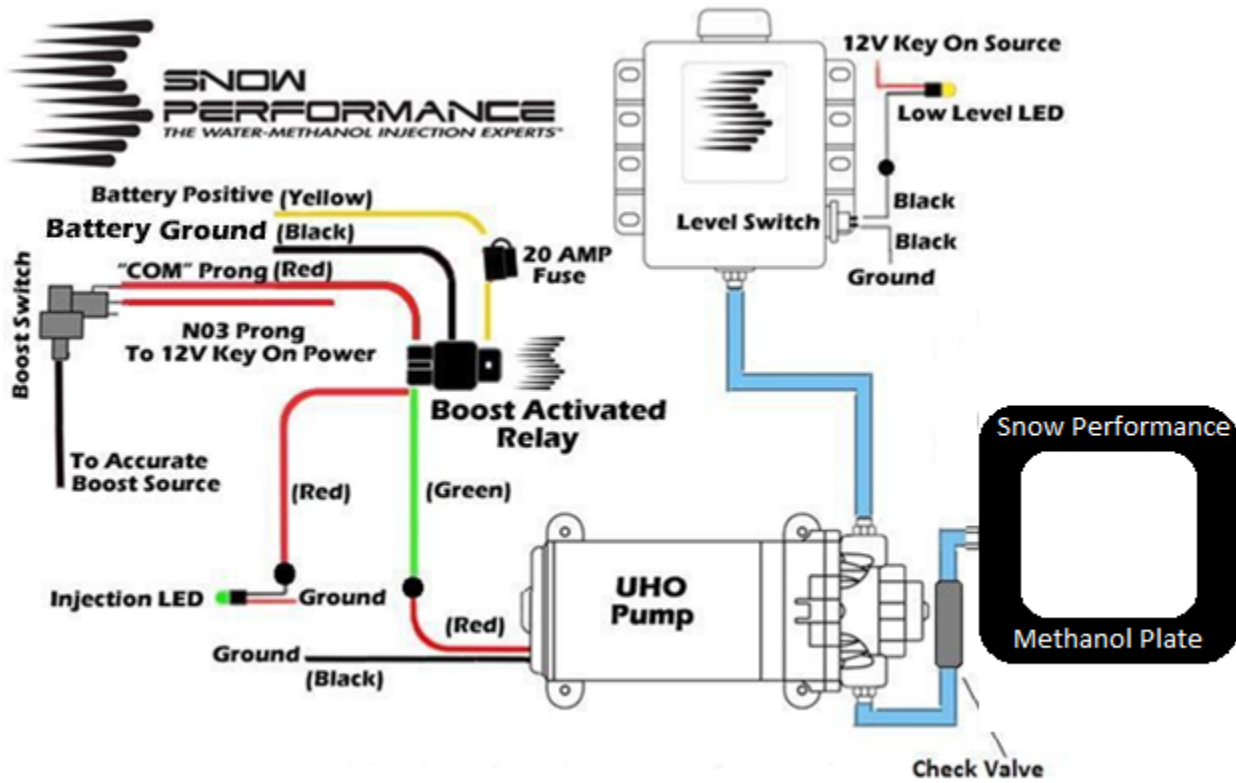 SNOW
PERFORMANCE
THE WATER-METHANOL INJECTION EXPERTS™
12V Key On Source
Low Level LED
Black
Level Switch
Black
Ground
Battery Positive (Yellow)
Battery Ground (Black)
20 AMP
Fuse
"COM" Prong (Red)
Boost Switch
N03 Prong
To 12V Key On Power
Boost Activated
Relay
To Accurate
Boost Source
(Red)
(Green)
Injection LED
Ground
(Red)
Ground
(Black)
UHO
Pump
Snow Performance
Methanol Plate
Check Valve